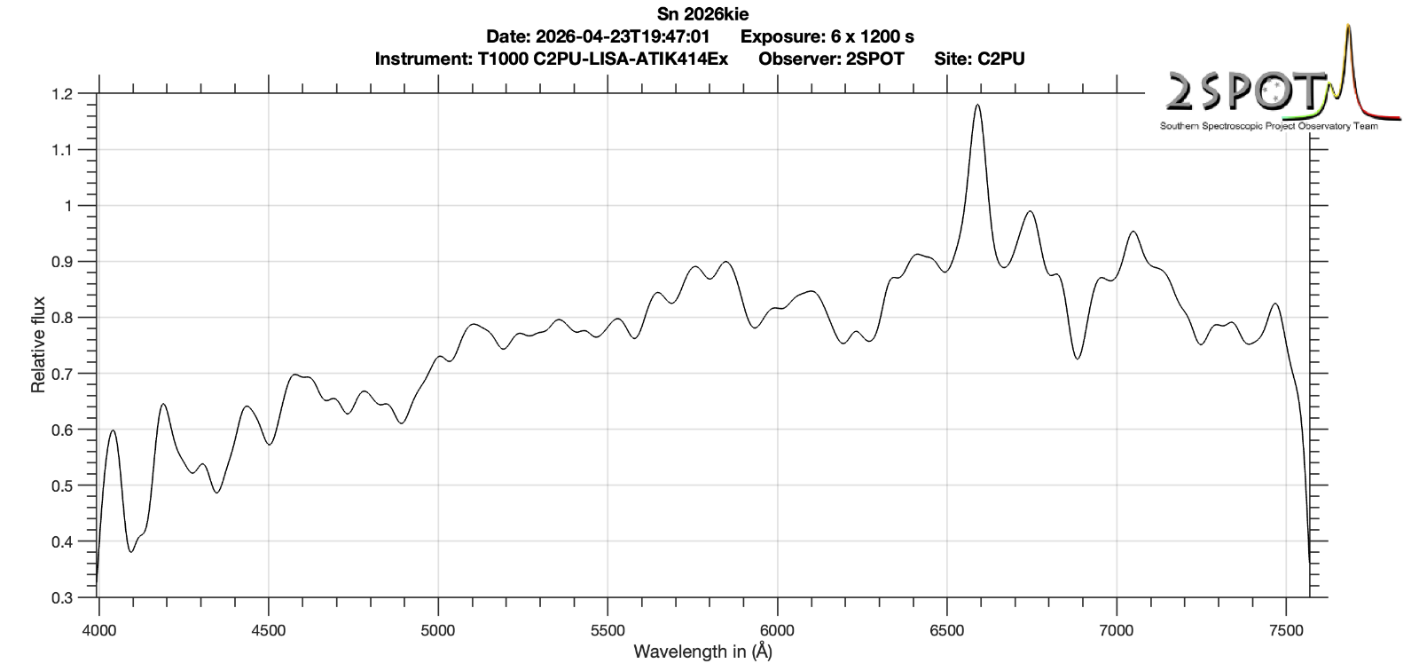 Sn 2026kie
Date: 2026-04-23T19:47:01 Exposure: 6 x 1200 s
Instrument: T1000 C2PU-LISA-ATIK414Ex Observer: 2SPOT Site: C2PU
2SPOT
Southern Spectroscopic Project Observatory Team
1.2
1.1
1
0.9
0.8
0.7
0.6
0.5
0.4
0.3
Relative flux
4000 4500 5000 5500 6000 6500 7000 7500
Wavelength in (Å)